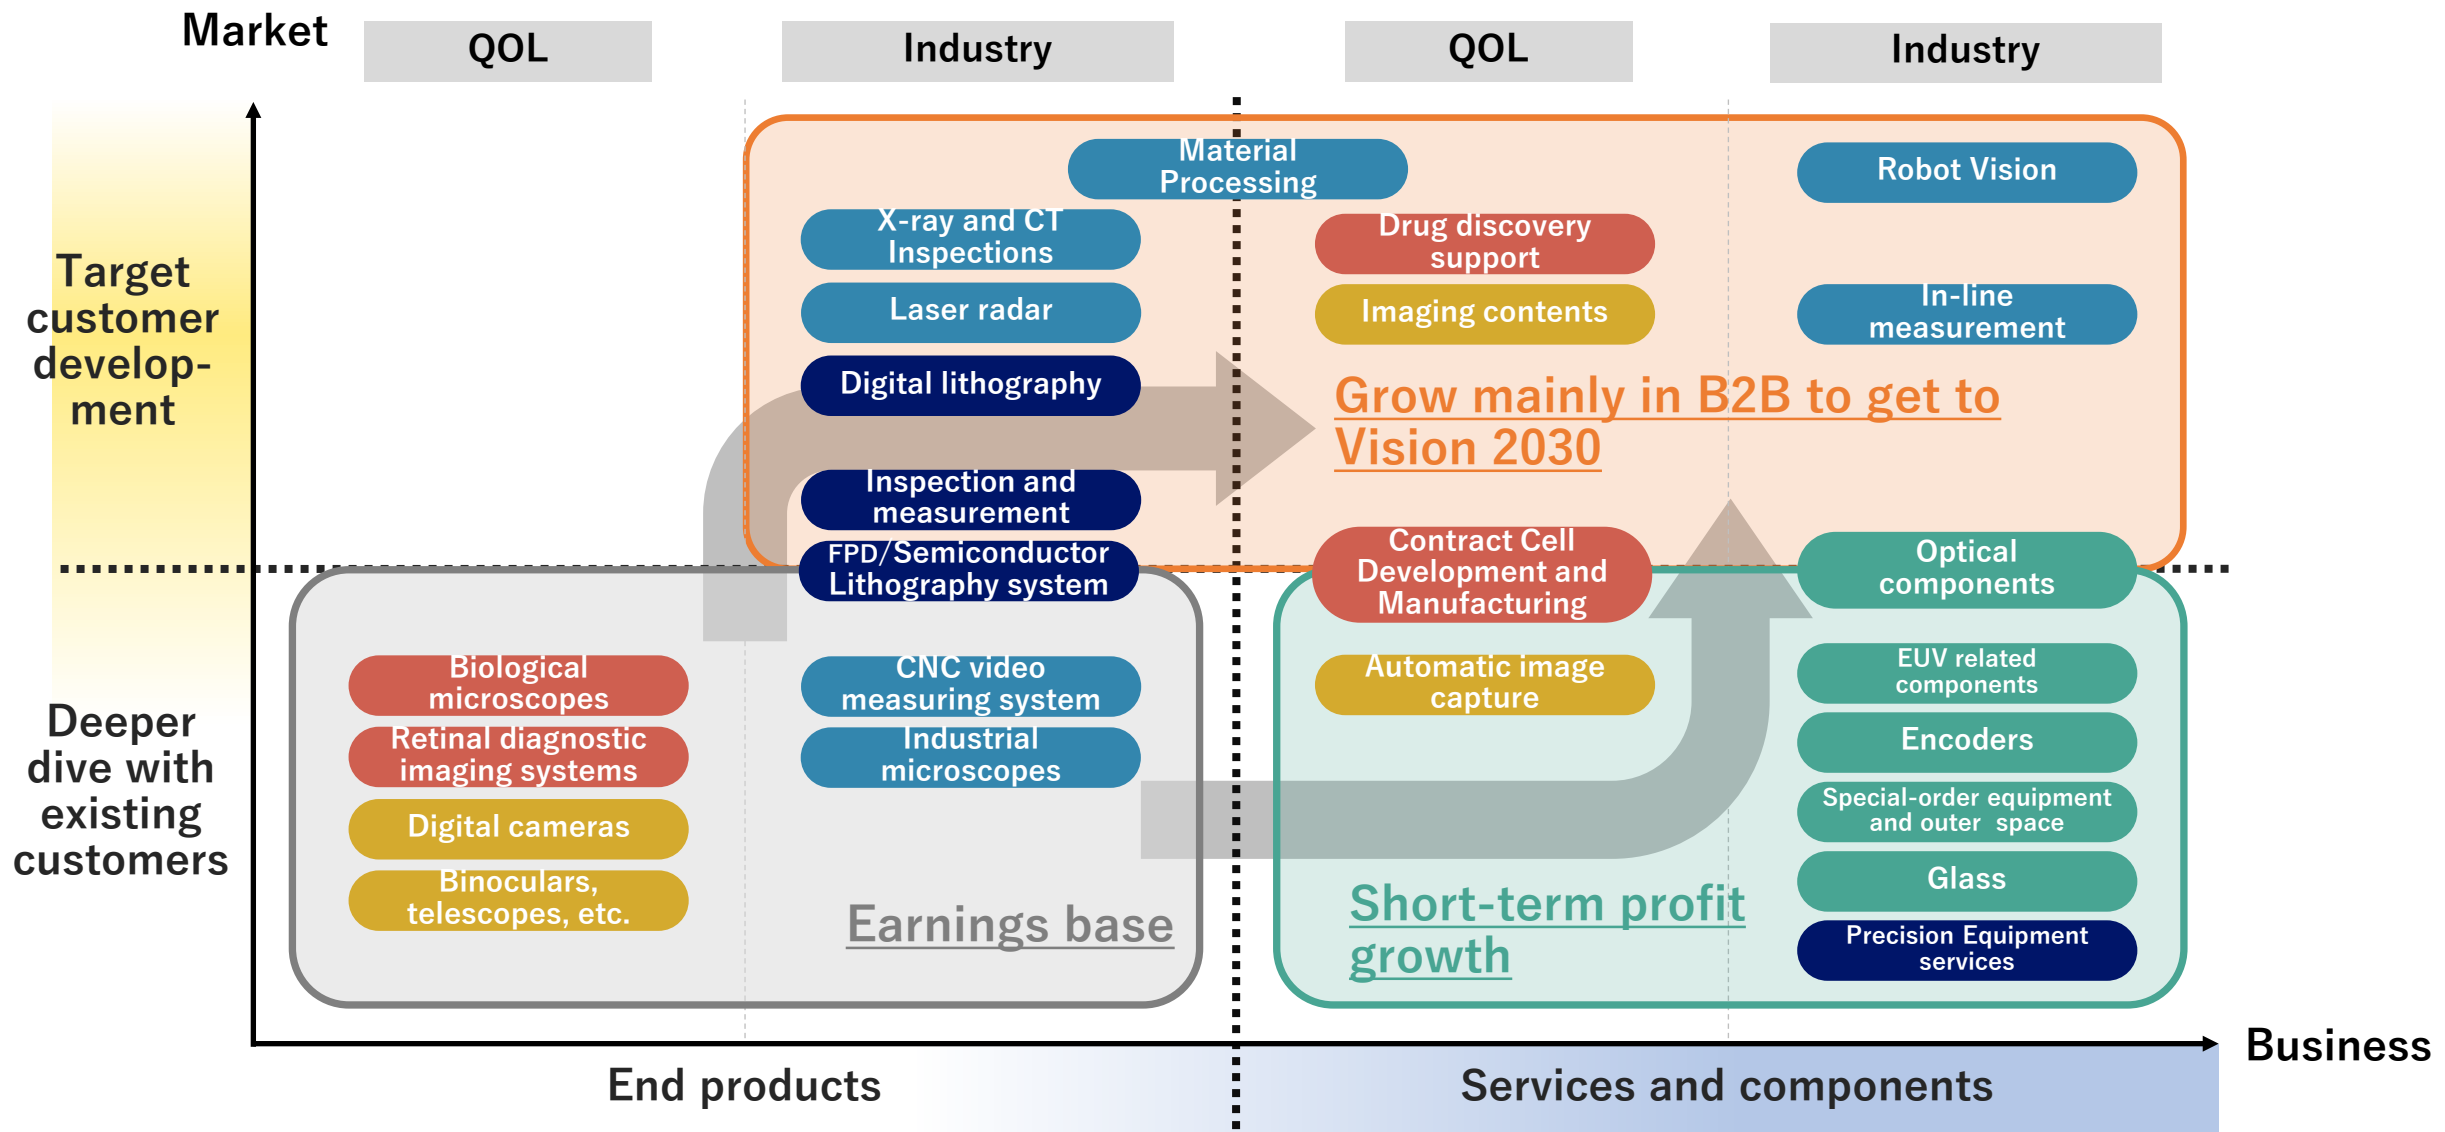 Market
QOL
Industry
QOL
Industry
Target
customer
develop-
ment
Deeper
dive with
existing
customers
Material
Processing
X-ray and CT
Inspections
Laser radar
Digital lithography
Inspection and
measurement
FPD/Semiconductor
Lithography system
Drug discovery
support
Imaging contents
Robot Vision
In-line
measurement
Grow mainly in B2B to get to
Vision 2030
Contract Cell
Development and
Manufacturing
Optical
components
Biological
microscopes
Retinal diagnostic
imaging systems
Digital cameras
Binoculars,
telescopes, etc.
CNC video
measuring system
Industrial
microscopes
Earnings base
Automatic image
capture
Short-term profit
growth
EUV related
components
Encoders
Special-order equipment
and outer space
Glass
Precision Equipment
services
Business
End products
Services and components